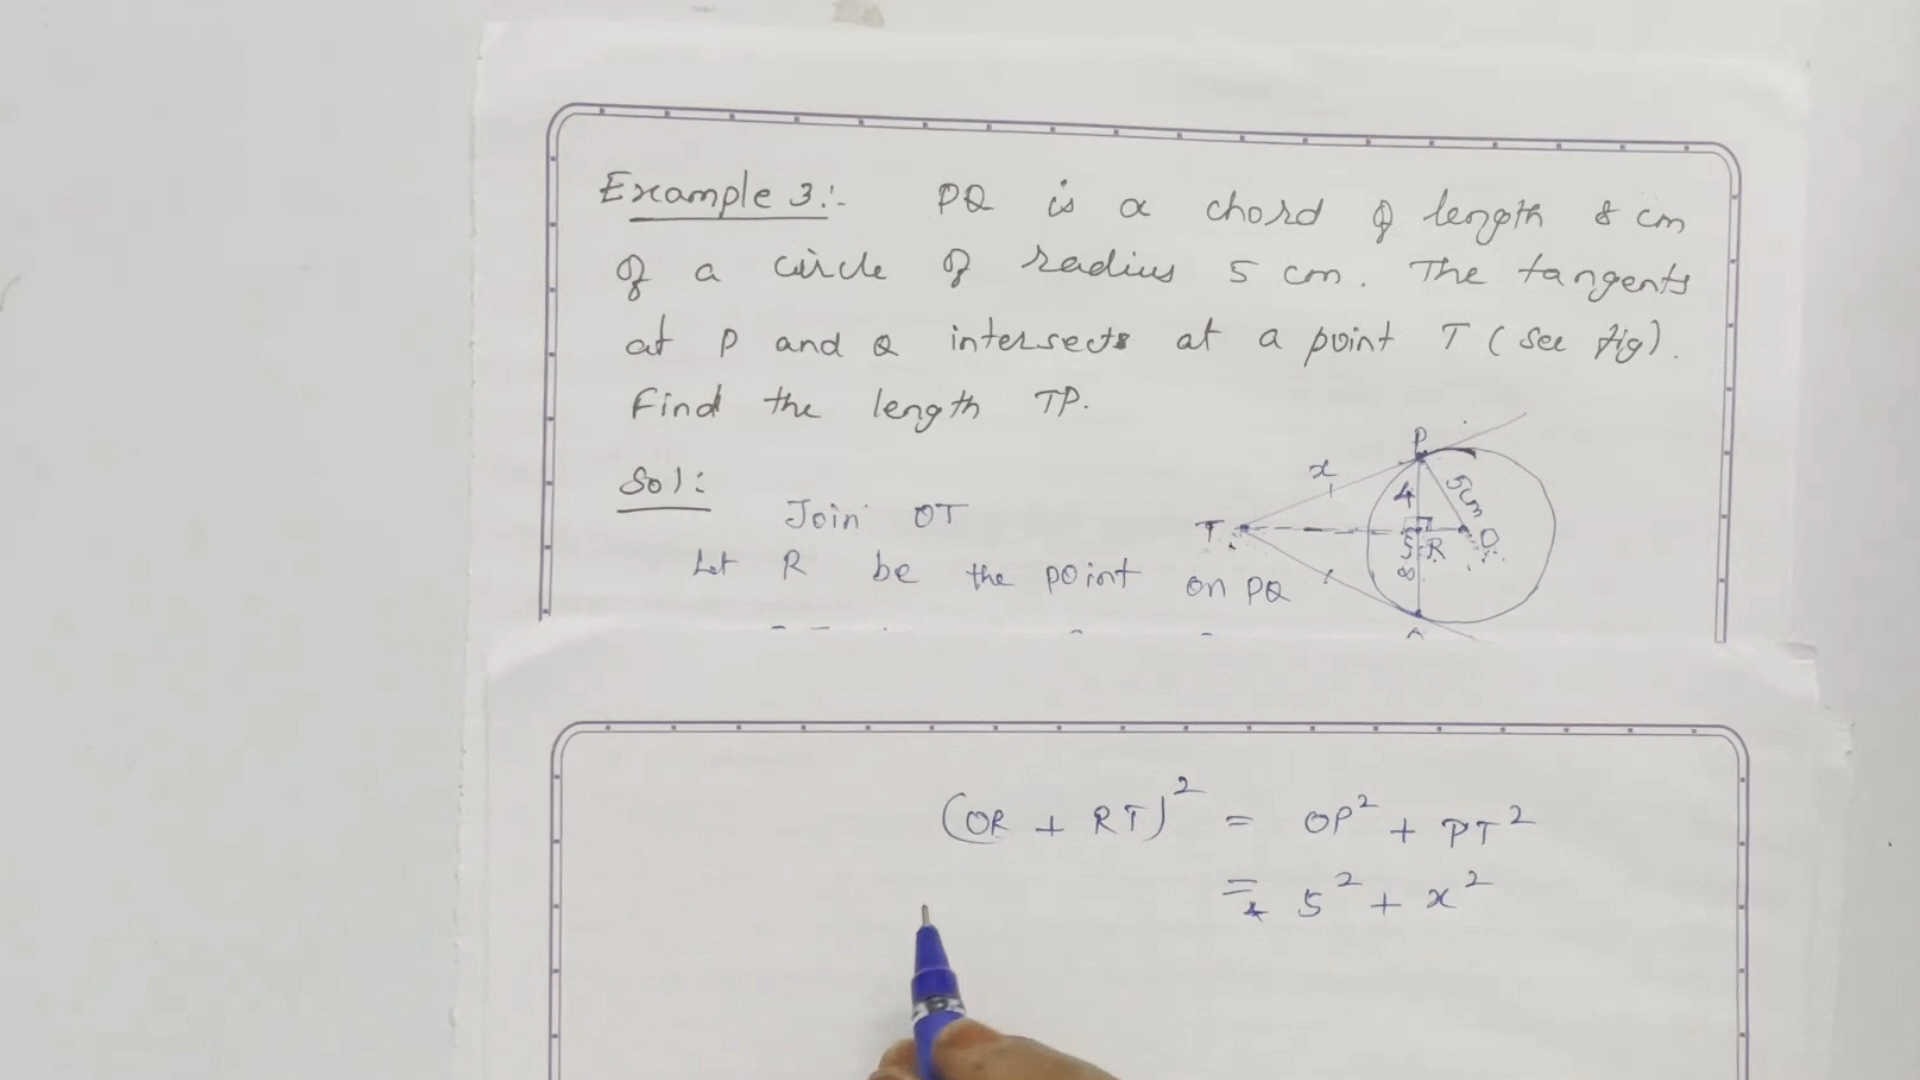 Example 3:- PQ is a chord of length 8 cm
of a circle of radius 5 cm. The tangents
at P and Q intersects at a point T (see fig).
Find the length TP.
Sol:
Join OT
Let R be the point on PQ
P
x
4
5cm
T
R
O
8
(OR + RT)² = OP² + PT²
= 5² + x²